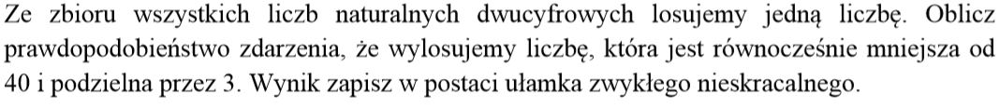 Ze zbioru wszystkich liczb naturalnych dwucyfrowych losujemy jedną liczbę. Oblicz
prawdopodobieństwo zdarzenia, że wylosujemy liczbę, która jest równocześnie mniejsza od
40 i podzielna przez 3. Wynik zapisz w postaci ułamka zwykłego nieskracalnego.